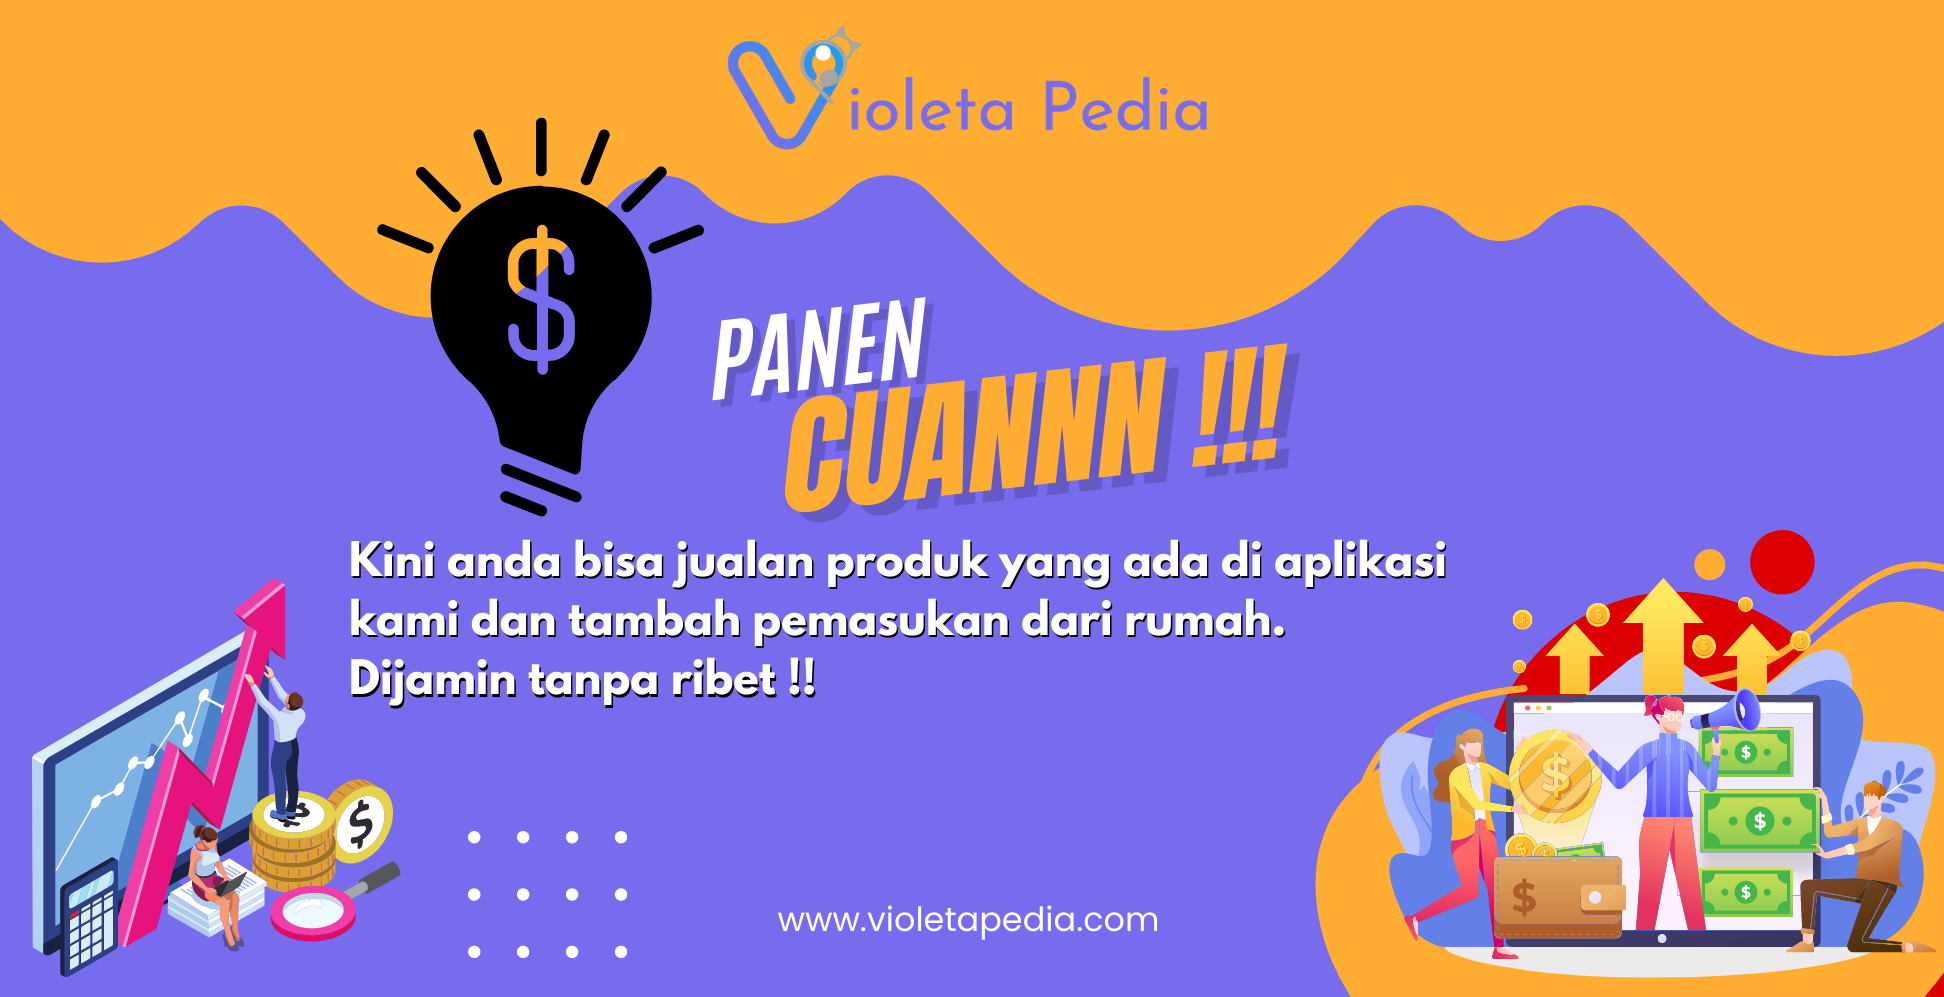 Violeta Pedia
PANEN
CUANNN !!!
Kini anda bisa jualan produk yang ada di aplikasi
kami dan tambah pemasukan dari rumah.
Dijamin tanpa ribet !!
www.violetapedia.com